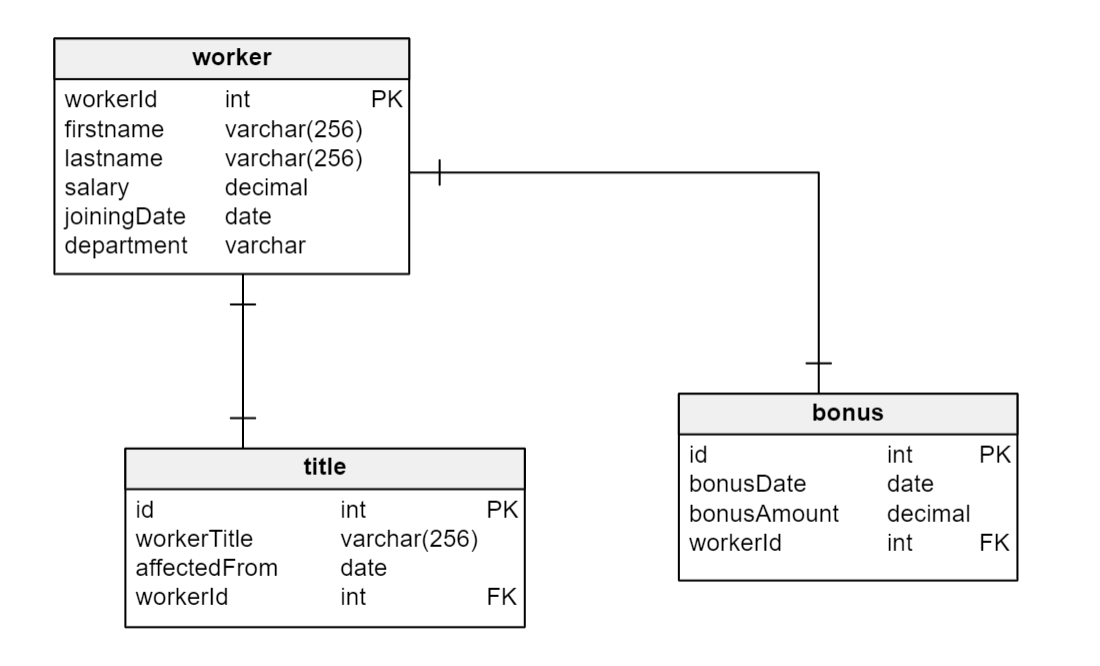 worker
workerId int PK
firstname varchar(256)
lastname varchar(256)
salary decimal
joiningDate date
department varchar
title
id int PK
workerTitle varchar(256)
affectedFrom date
workerId int FK
bonus
id int PK
bonusDate date
bonusAmount decimal
workerId int FK